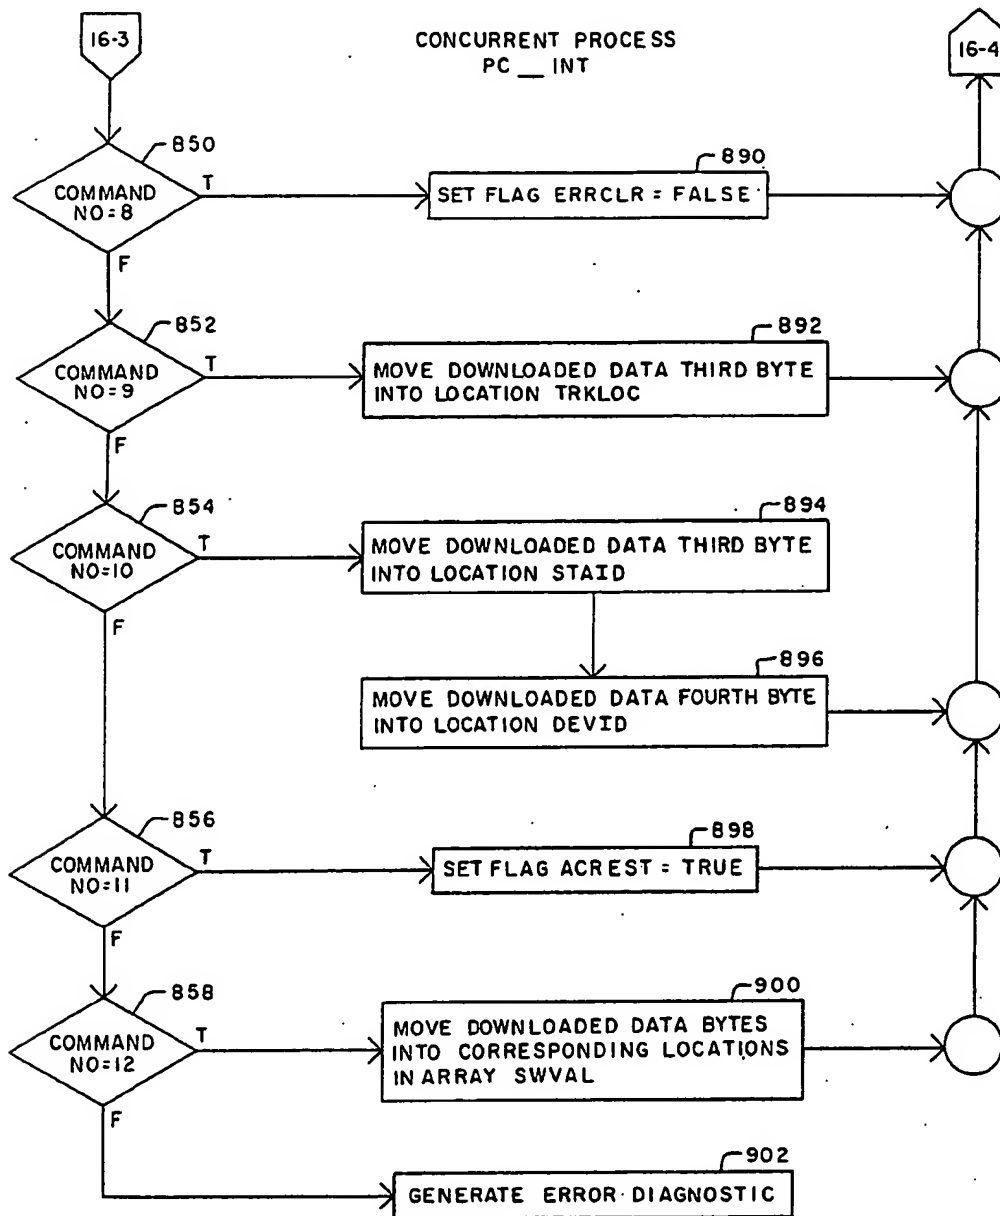 16-3
CONCURRENT PROCESS
PC __ INT
16-4
850
COMMAND
NO=8
T
F
890
SET FLAG ERRCLR = FALSE
852
COMMAND
NO=9
T
F
892
MOVE DOWNLOADED DATA THIRD BYTE
INTO LOCATION TRKLOC
854
COMMAND
NO=10
T
F
894
MOVE DOWNLOADED DATA THIRD BYTE
INTO LOCATION STAID
896
MOVE DOWNLOADED DATA FOURTH BYTE
INTO LOCATION DEVID
856
COMMAND
NO=11
T
F
898
SET FLAG ACREST = TRUE
858
COMMAND
NO=12
T
F
900
MOVE DOWNLOADED DATA BYTES
INTO CORRESPONDING LOCATIONS
IN ARRAY SWVAL
902
GENERATE ERROR DIAGNOSTIC